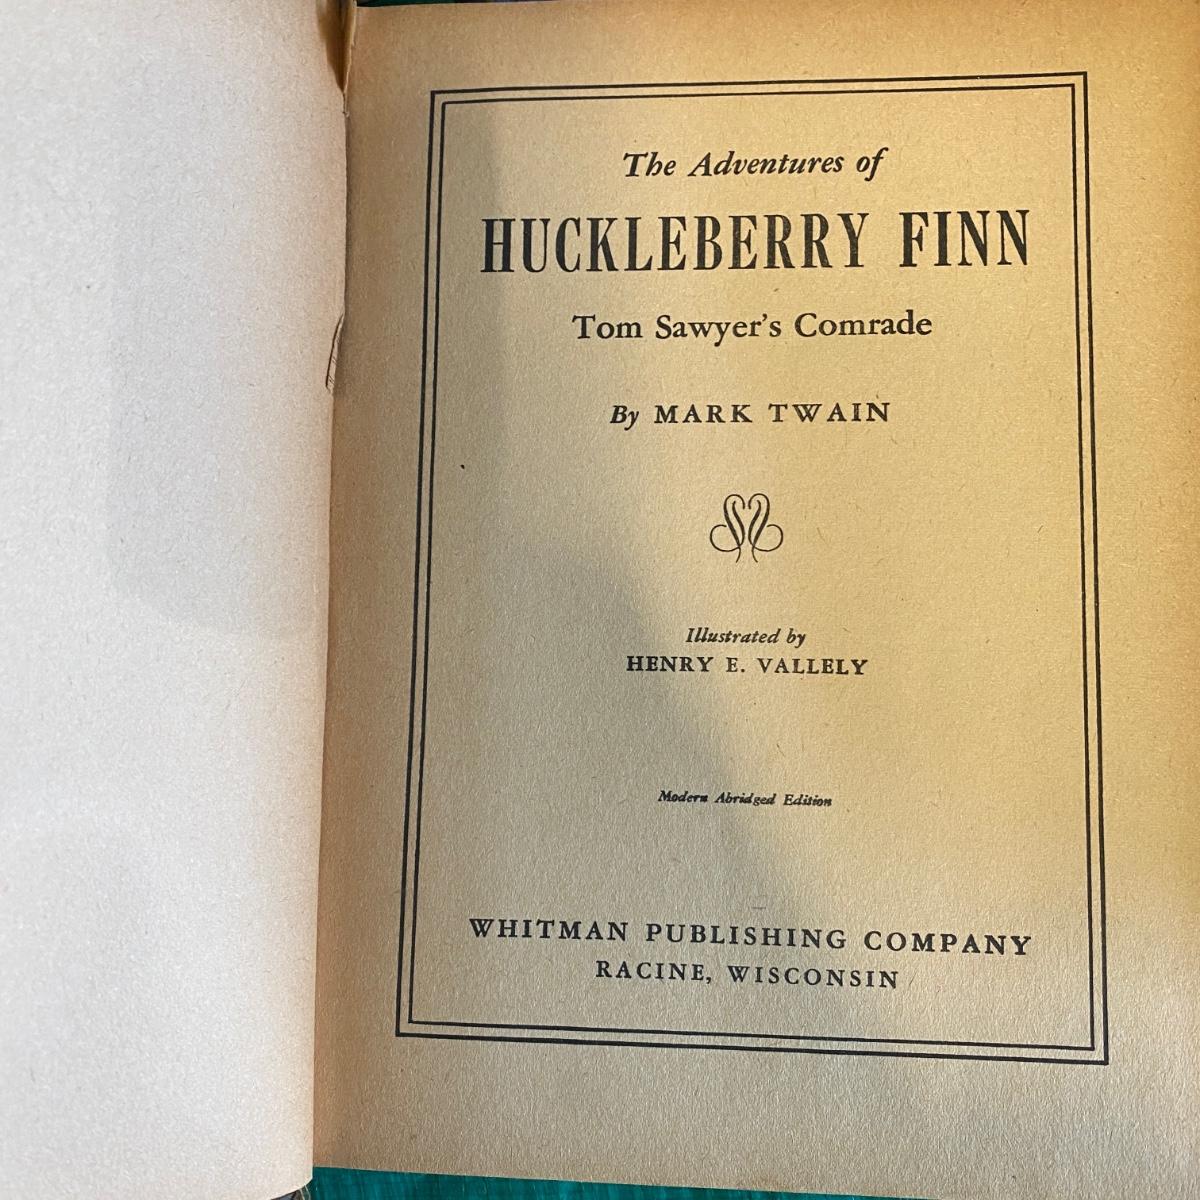 The Adventures of
HUCKLEBERRY FINN
Tom Sawyer's Comrade
By MARK TWAIN
Illustrated by
HENRY E. VALLELY
Modern Abridged Edition
WHITMAN PUBLISHING COMPANY
RACINE, WISCONSIN